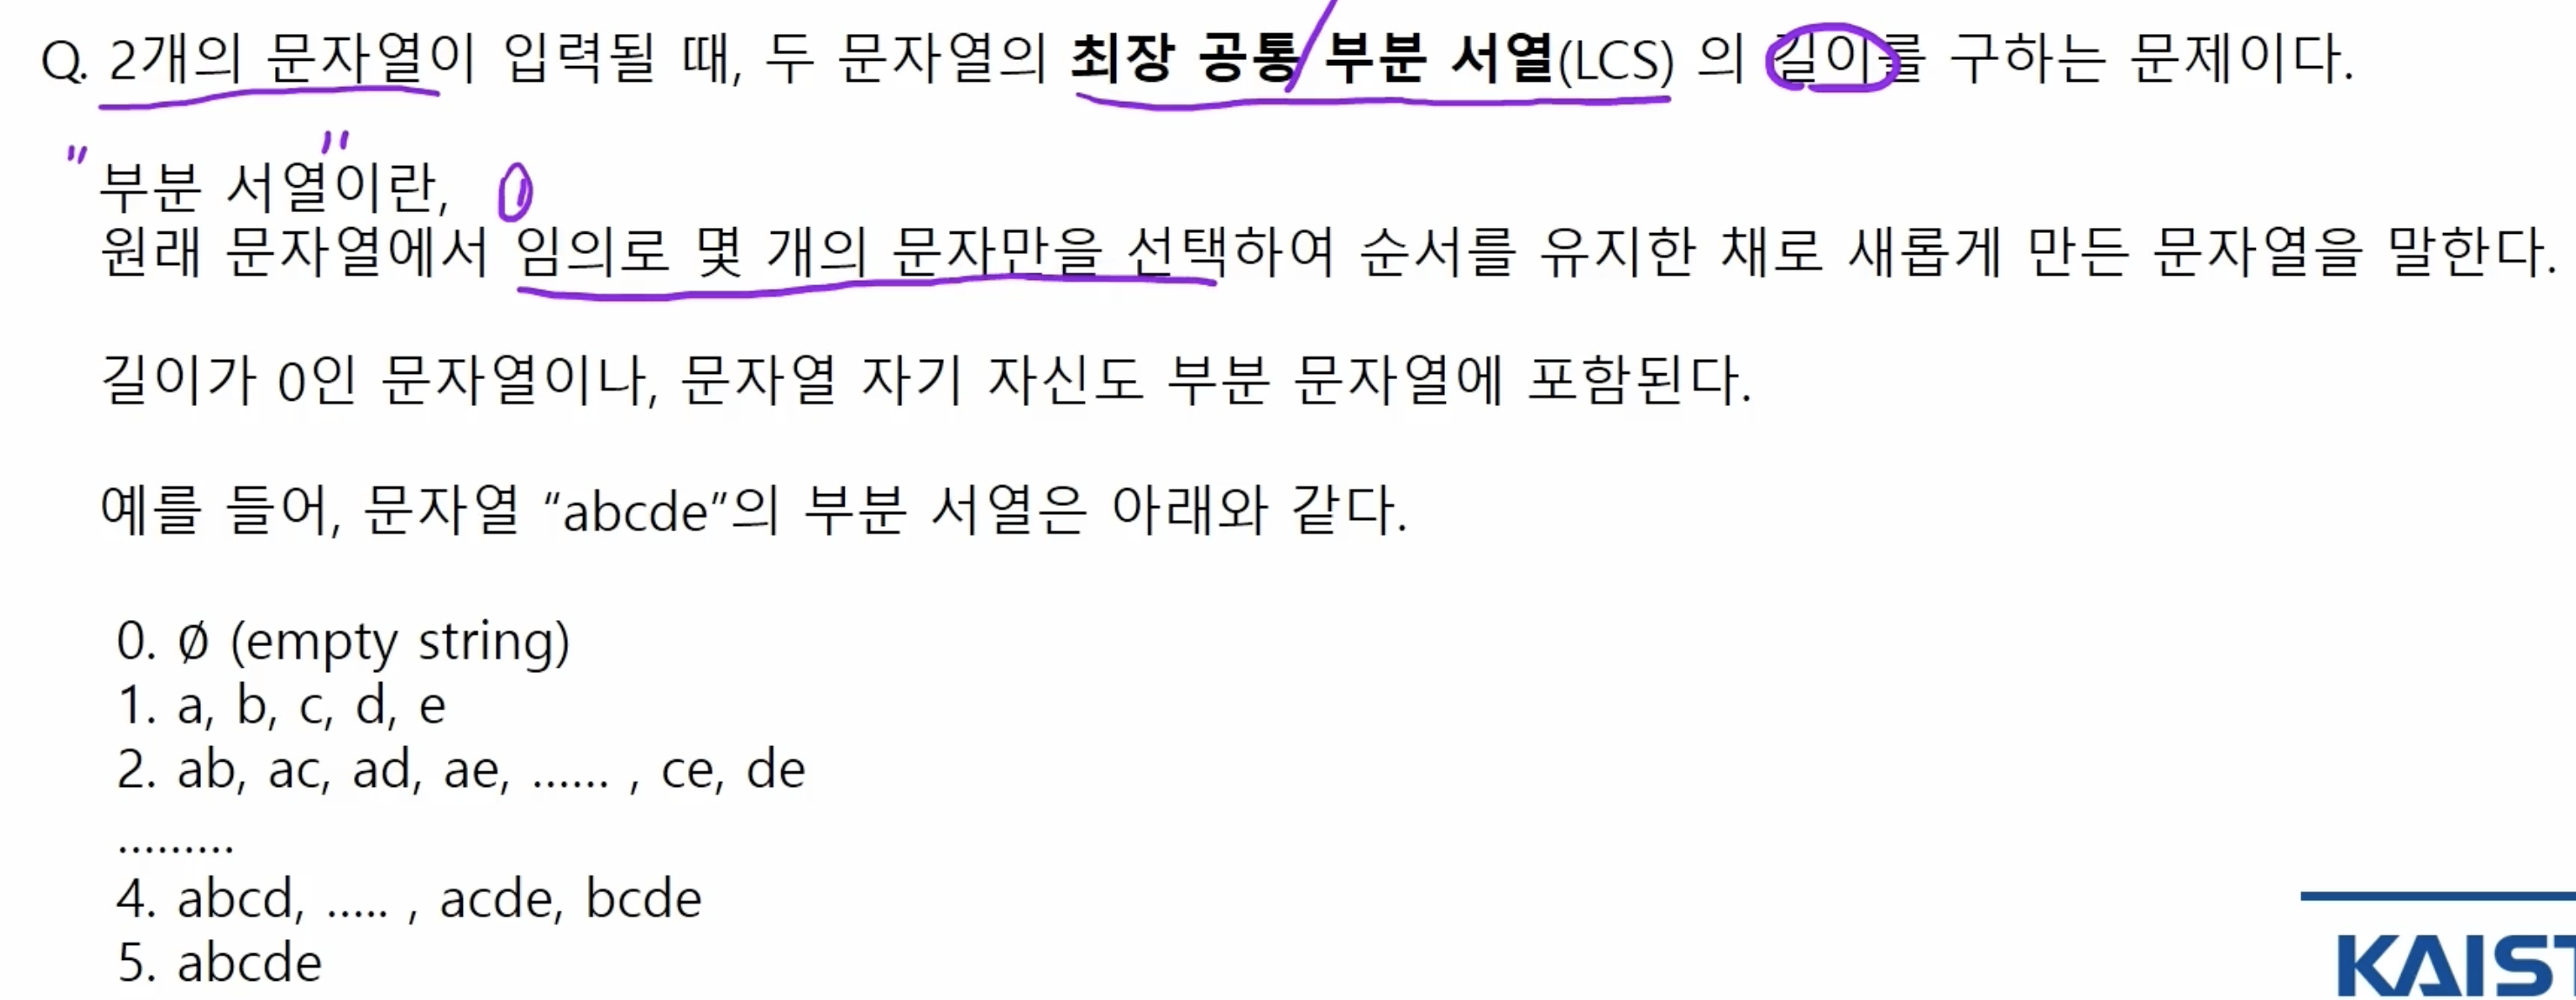 Q. 2개의 문자열이 입력될 때, 두 문자열의 최장 공통 부분 서열(LCS) 의 길이를 구하는 문제이다.
부분 서열이란,
원래 문자열에서 임의로 몇 개의 문자만을 선택하여 순서를 유지한 채로 새롭게 만든 문자열을 말한다.
길이가 0인 문자열이나, 문자열 자기 자신도 부분 문자열에 포함된다.
예를 들어, 문자열 “abcde”의 부분 서열은 아래와 같다.
0. ∅ (empty string)
1. a, b, c, d, e
2. ab, ac, ad, ae, ...... , ce, de
.........
4. abcd, ..... , acde, bcde
5. abcde
KAIST